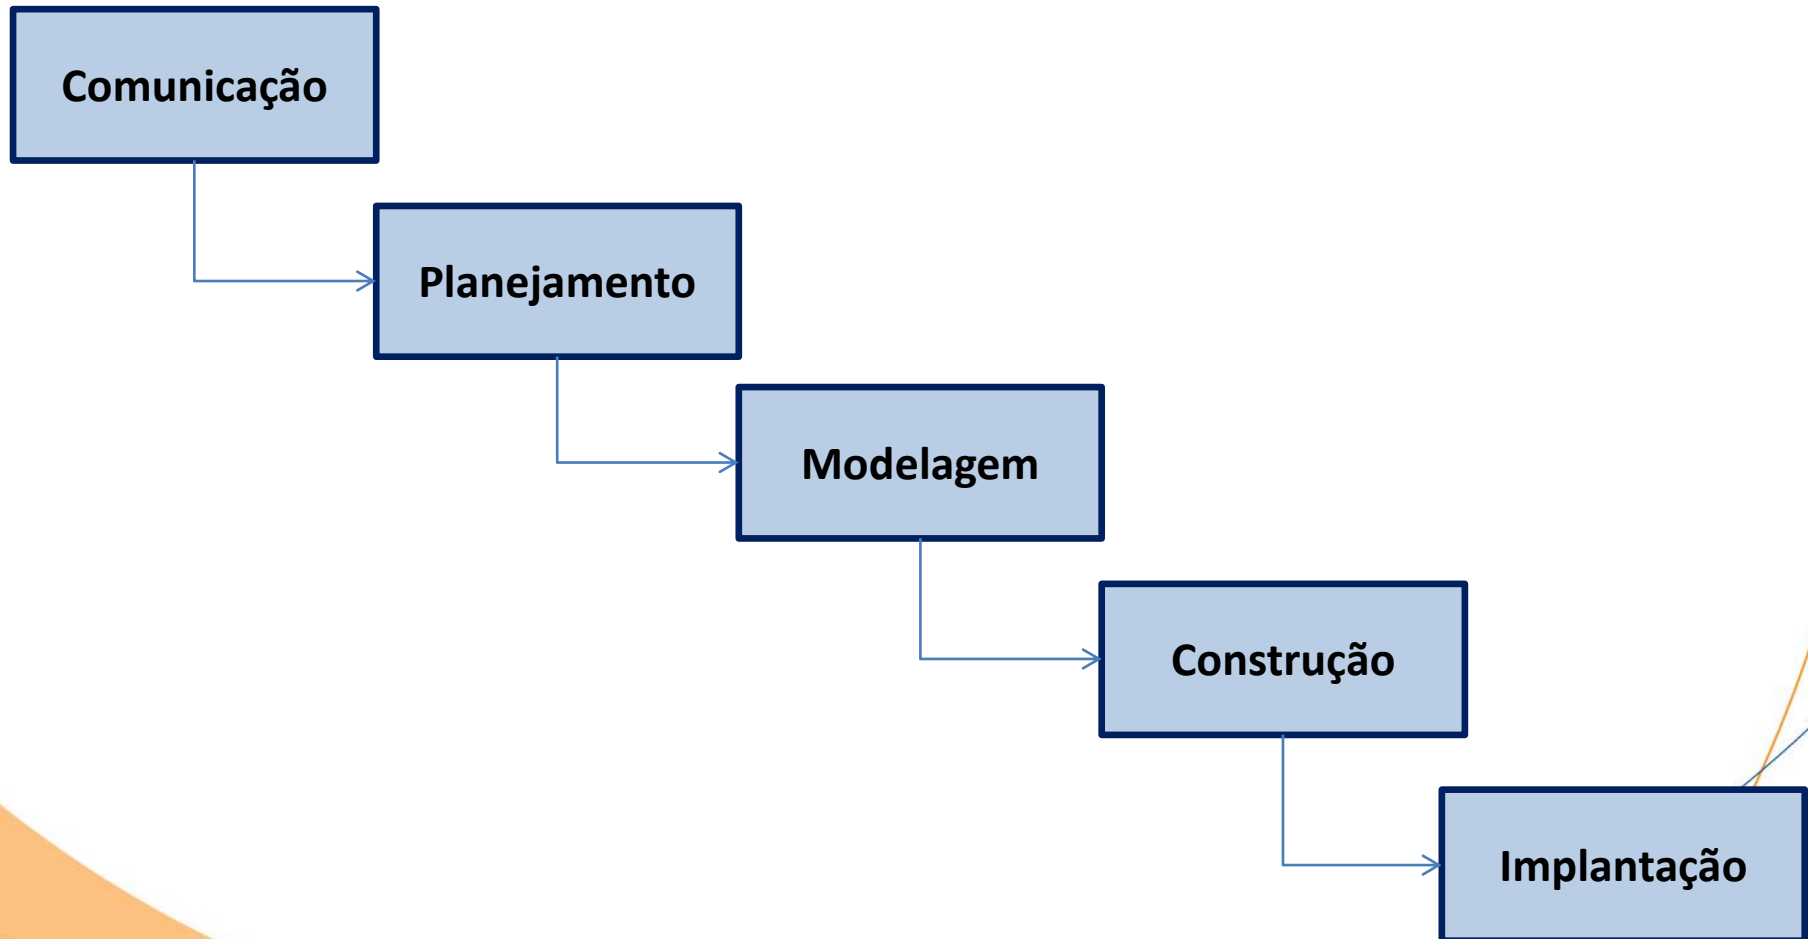 Comunicação
Planejamento
Modelagem
Construção
Implantação